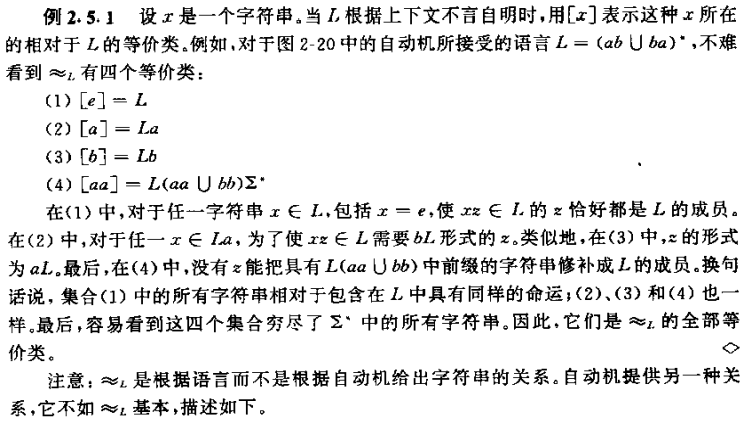 例 2.5.1 设 x 是一个字符串。当 L 根据上下文不言自明时,用[x]表示这种 x 所在
的相对于 L 的等价类。例如,对于图 2-20 中的自动机所接受的语言 L = (ab ∪ ba)*,不难
看到 ≈L 有四个等价类:
(1) [e] = L
(2) [a] = La
(3) [b] = Lb
(4) [aa] = L(aa ∪ bb)Σ*
在(1) 中,对于任一字符串 x ∈ L,包括 x = e,使 xz ∈ L 的 z 恰好都是 L 的成员。
在(2) 中,对于任一 x ∈ La, 为了使 xz ∈ L 需要 bL 形式的 z。类似地,在(3) 中,z 的形式
为 aL。最后,在(4) 中,没有 z 能把具有 L(aa ∪ bb) 中前缀的字符串修补成 L 的成员。换句
话说, 集合(1) 中的所有字符串相对于包含在 L 中具有同样的命运;(2)、(3) 和(4) 也一
样。最后,容易看到这四个集合穷尽了 Σ* 中的所有字符串。因此,它们是 ≈L 的全部等
价类。 ◇
注意: ≈L 是根据语言而不是根据自动机给出字符串的关系。自动机提供另一种关
系,它不如 ≈L 基本,描述如下。